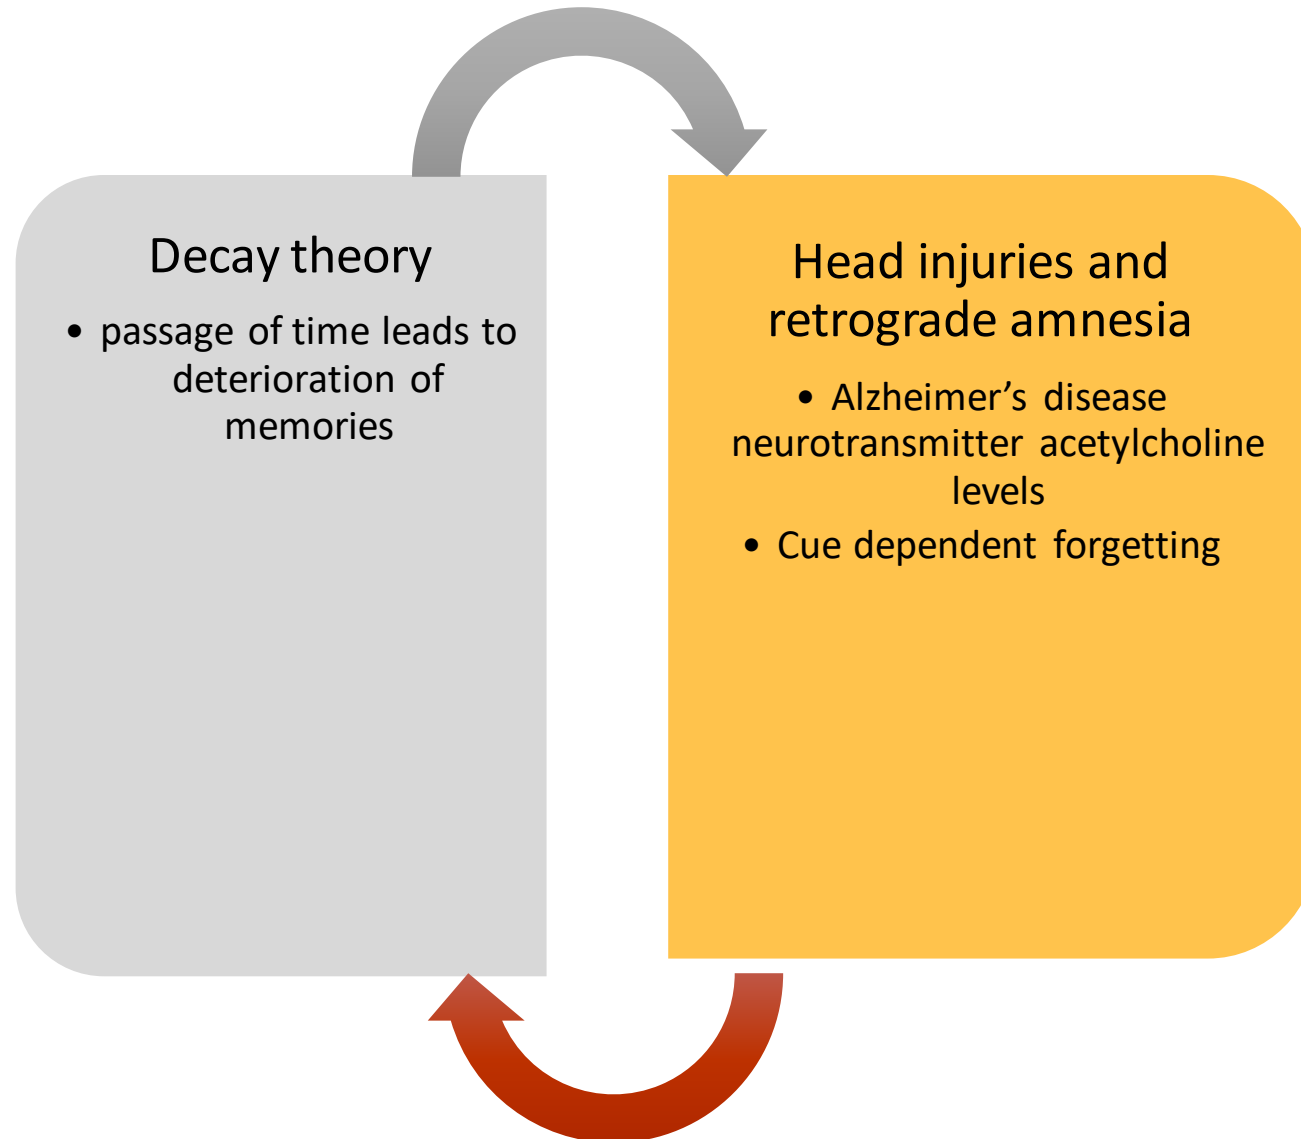 Decay theory
• passage of time leads to
deterioration of
memories
Head injuries and
retrograde amnesia
• Alzheimer’s disease
neurotransmitter acetylcholine
levels
• Cue dependent forgetting